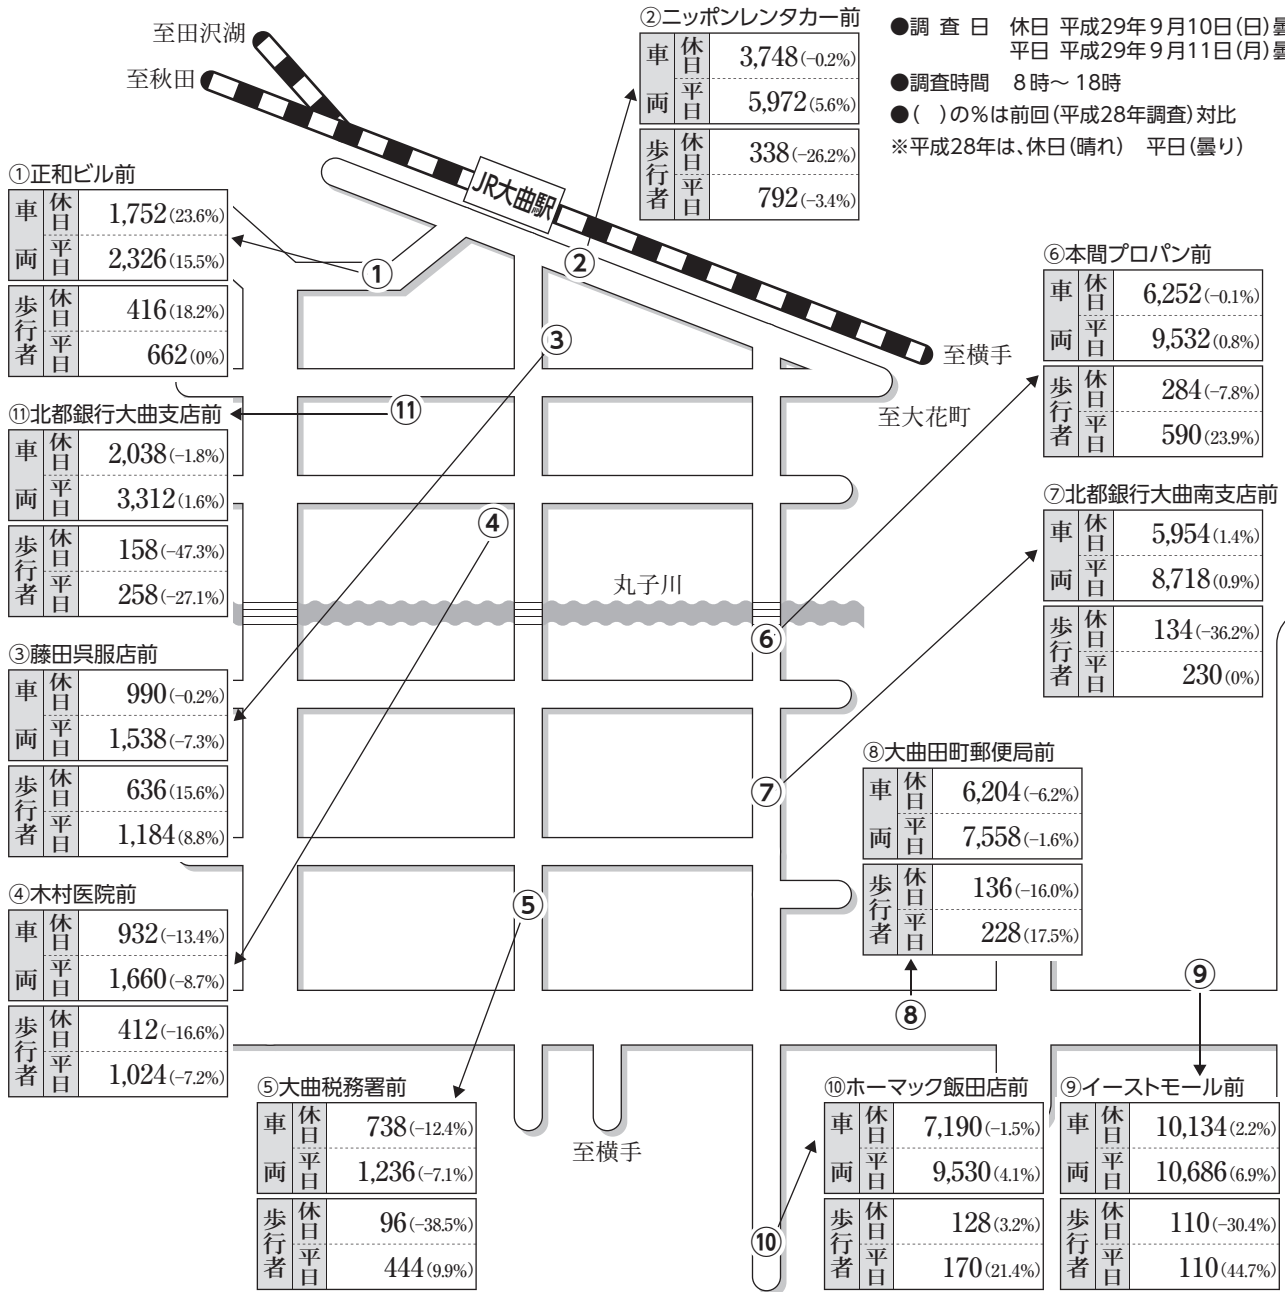 ②ニッポンレンタカー前
車両 休日 3,748(−0.2%)
平日 5,972(5.6%)
歩行者 休日 338(−26.2%)
平日 792(−3.4%)
●調査日 休日 平成29年9月10日(日)曇
平日 平成29年9月11日(月)曇
●調査時間 8時～18時
●( )の%は前回(平成28年調査)対比
※平成28年は、休日(晴れ) 平日(曇り)
至田沢湖
至秋田
JR大曲駅
至横手
至大花町
丸子川
①正和ビル前
車両 休日 1,752(23.6%)
平日 2,326(15.5%)
歩行者 休日 416(18.2%)
平日 662(0%)
⑪北都銀行大曲支店前
車両 休日 2,038(−1.8%)
平日 3,312(1.6%)
歩行者 休日 158(−47.3%)
平日 258(−27.1%)
③藤田呉服店前
車両 休日 990(−0.2%)
平日 1,538(−7.3%)
歩行者 休日 636(15.6%)
平日 1,184(8.8%)
④木村医院前
車両 休日 932(−13.4%)
平日 1,660(−8.7%)
歩行者 休日 412(−16.6%)
平日 1,024(−7.2%)
①
②
③
⑪
④
⑥
⑦
⑤
⑧
⑨
⑩
⑥本間プロパン前
車両 休日 6,252(−0.1%)
平日 9,532(0.8%)
歩行者 休日 284(−7.8%)
平日 590(23.9%)
⑦北都銀行大曲南支店前
車両 休日 5,954(1.4%)
平日 8,718(0.9%)
歩行者 休日 134(−36.2%)
平日 230(0%)
⑧大曲田町郵便局前
車両 休日 6,204(−6.2%)
平日 7,558(−1.6%)
歩行者 休日 136(−16.0%)
平日 228(17.5%)
⑤大曲税務署前
車両 休日 738(−12.4%)
平日 1,236(−7.1%)
歩行者 休日 96(−38.5%)
平日 444(9.9%)
至横手
⑩ホーマック飯田店前
車両 休日 7,190(−1.5%)
平日 9,530(4.1%)
歩行者 休日 128(3.2%)
平日 170(21.4%)
⑨イーストモール前
車両 休日 10,134(2.2%)
平日 10,686(6.9%)
歩行者 休日 110(−30.4%)
平日 110(44.7%)